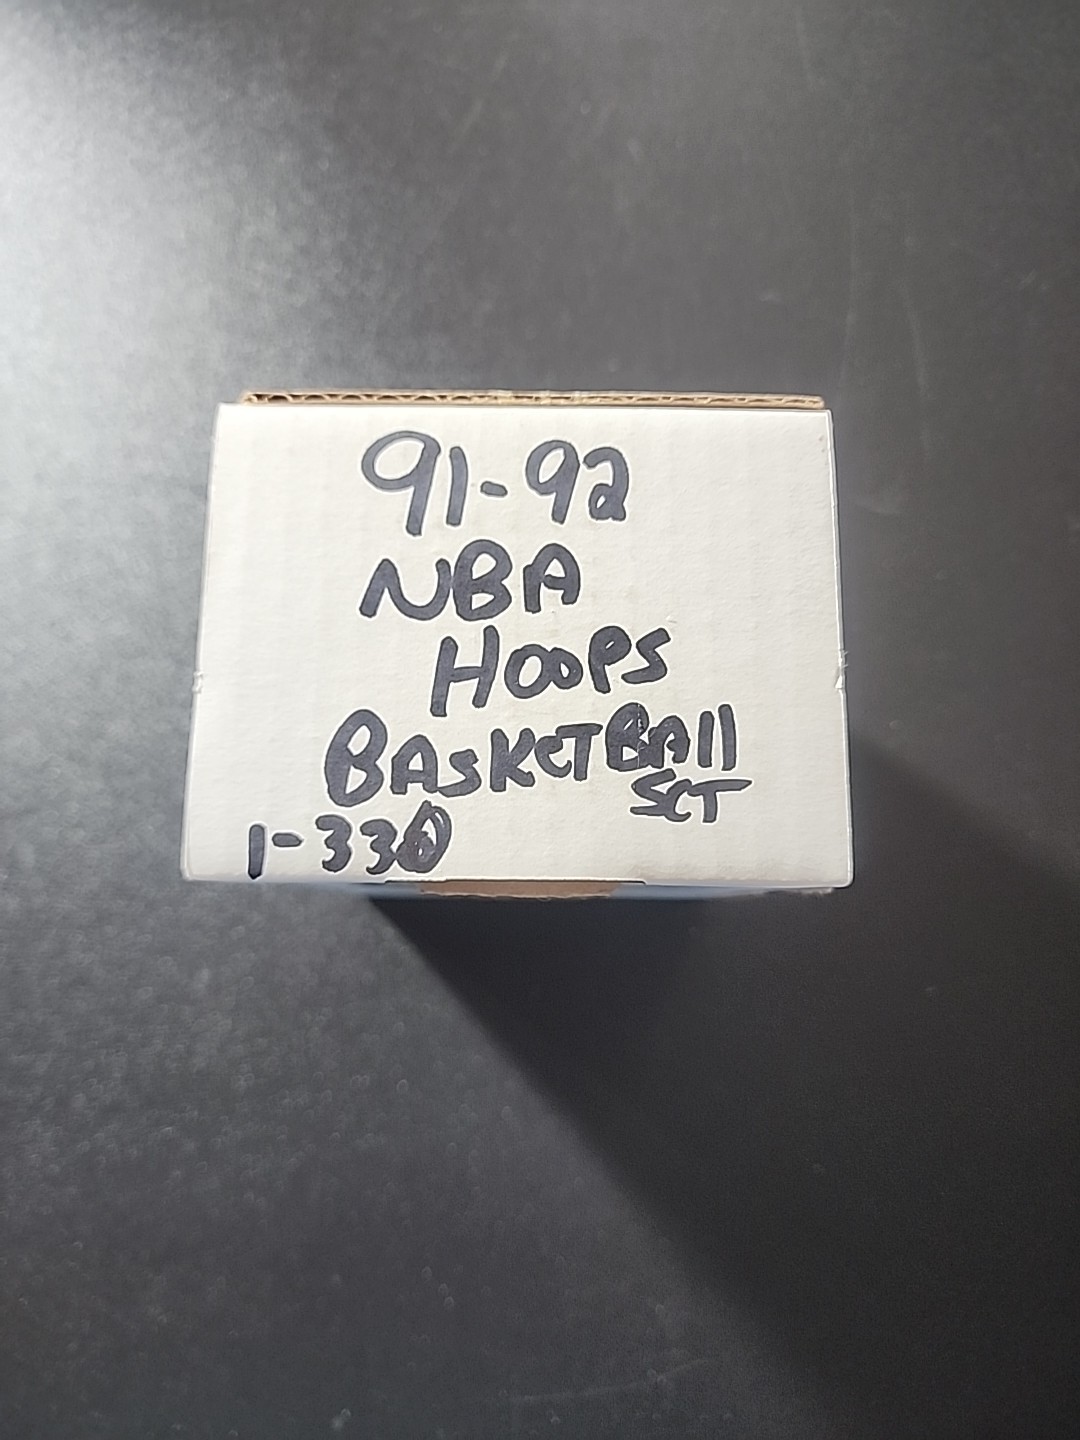 91-92
NBA
HOOPS
BASKETBAll
SET
1-330